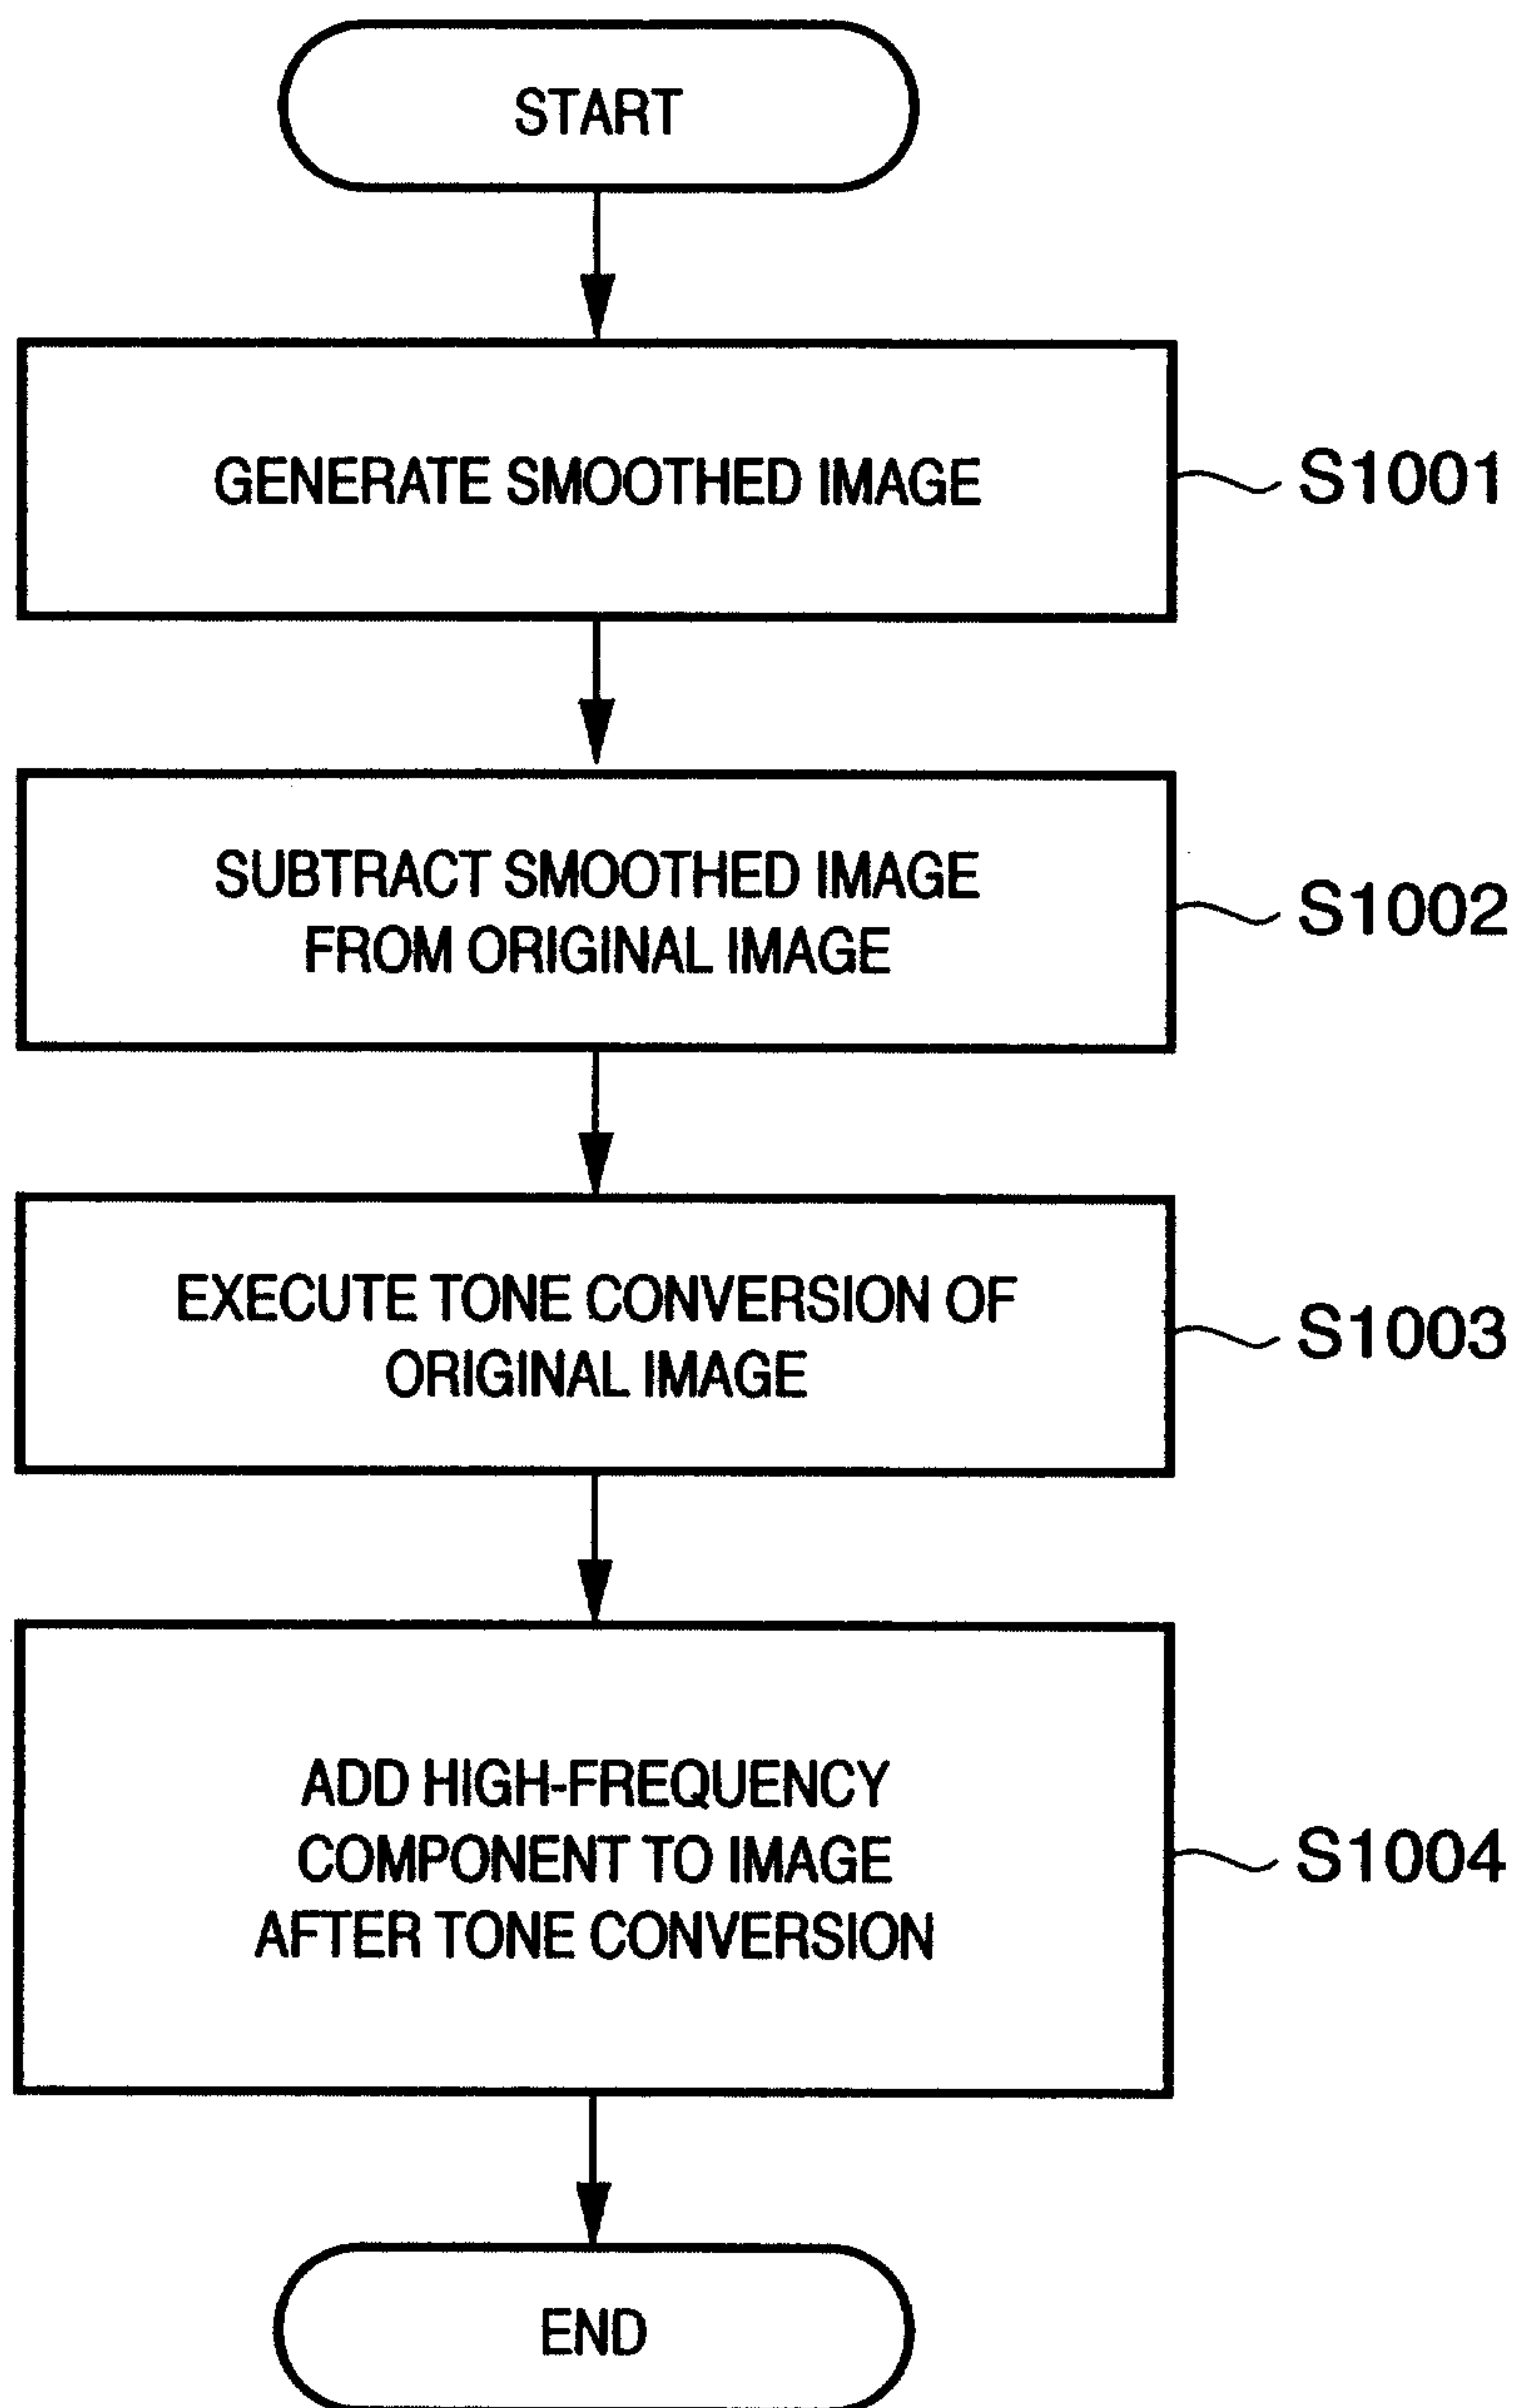 START
GENERATE SMOOTHED IMAGE
S1001
SUBTRACT SMOOTHED IMAGE
FROM ORIGINAL IMAGE
S1002
EXECUTE TONE CONVERSION OF
ORIGINAL IMAGE
S1003
ADD HIGH-FREQUENCY
COMPONENT TO IMAGE
AFTER TONE CONVERSION
S1004
END